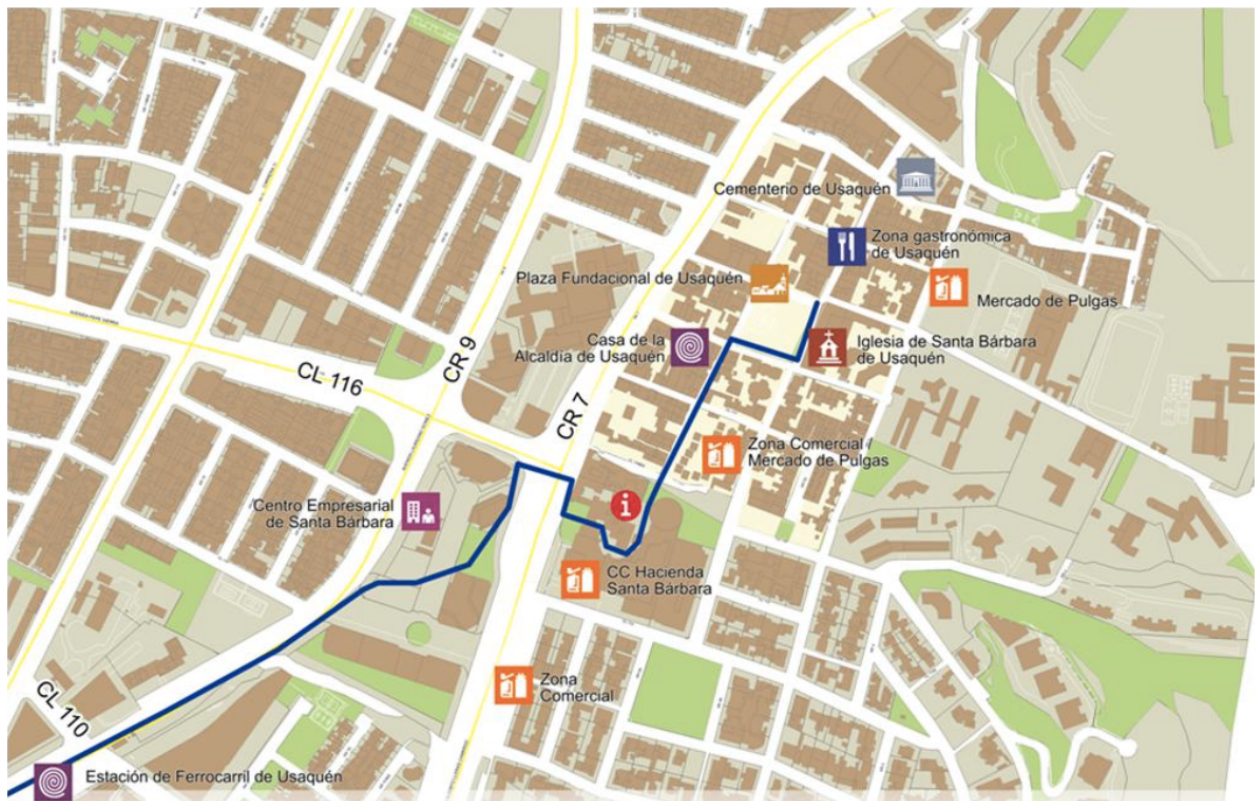 Cementerio de Usaquén
Zona gastronómica
de Usaquén
Plaza Fundacional de Usaquén
Mercado de Pulgas
Casa de la
Alcaldía de Usaquén
Iglesia de Santa Bárbara
de Usaquén
CR 9
CL 116
CR 7
Zona Comercial
Mercado de Pulgas
Centro Empresarial
de Santa Bárbara
CC Hacienda
Santa Bárbara
Zona
Comercial
CL 110
Estación de Ferrocarril de Usaquén